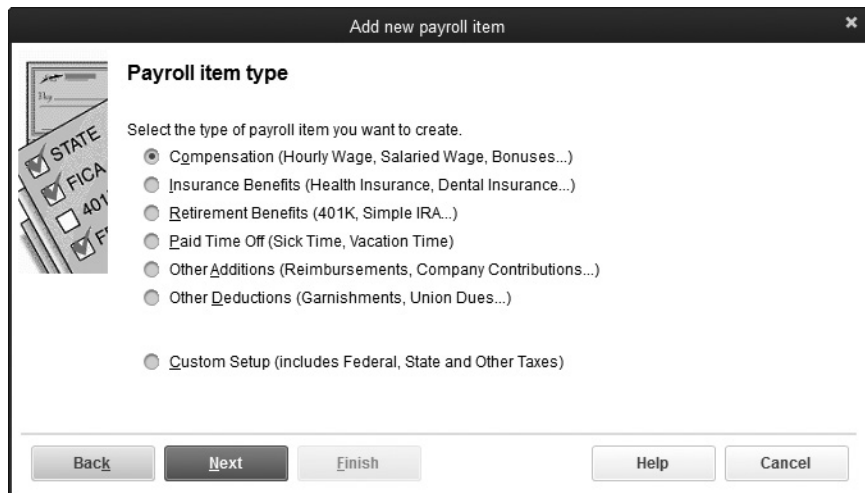 Add new payroll item
Payroll item type
Select the type of payroll item you want to create.
Compensation (Hourly Wage, Salaried Wage, Bonuses...)
Insurance Benefits (Health Insurance, Dental Insurance...)
Retirement Benefits (401K, Simple IRA...)
Paid Time Off (Sick Time, Vacation Time)
Other Additions (Reimbursements, Company Contributions...)
Other Deductions (Garnishments, Union Dues...)
Custom Setup (includes Federal, State and Other Taxes)
STATE
FICA
401
Back
Next
Finish
Help
Cancel